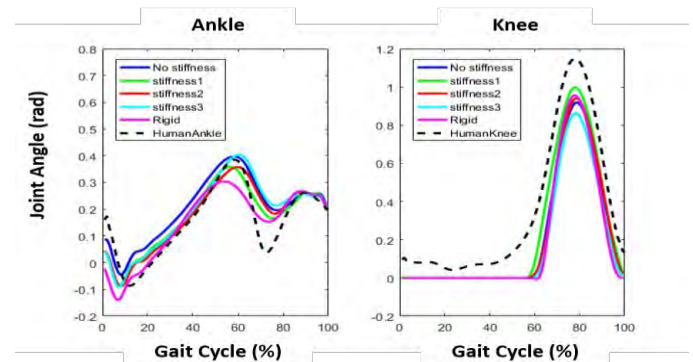 Ankle
Knee
Joint Angle (rad)
0.8
0.7
0.6
0.5
0.4
0.3
0.2
0.1
0
-0.1
-0.2
No stiffness
stiffness1
stiffness2
stiffness3
Rigid
HumanAnkle
0 20 40 60 80 100
Gait Cycle (%)
1.2
1
0.8
0.6
0.4
0.2
0
-0.2
No stiffness
stiffness1
stiffness2
stiffness3
Rigid
HumanKnee
0 20 40 60 80 100
Gait Cycle (%)